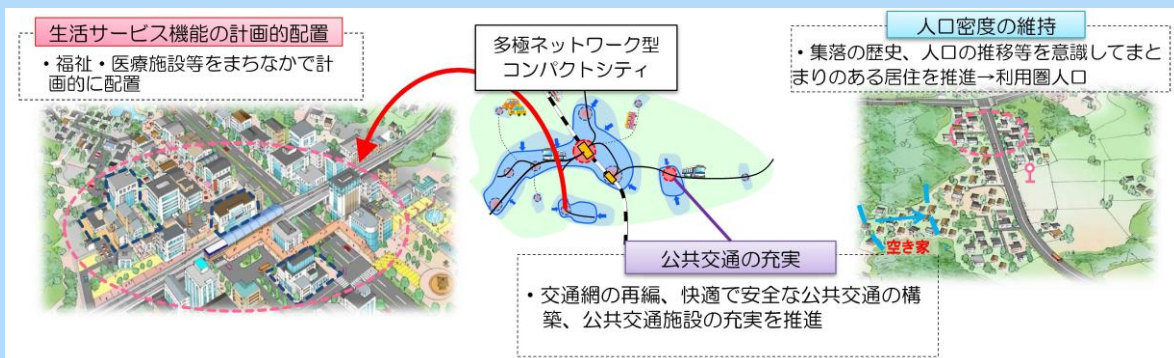 生活サービス機能の計画的配置
・福祉・医療施設等をまちなかで計
画的に配置
多極ネットワーク型
コンパクトシティ
人口密度の維持
・集落の歴史、人口の推移等を意識してまと
まりのある居住を推進→利用圏人口
空き家
公共交通の充実
・交通網の再編、快適で安全な公共交通の構
築、公共交通施設の充実を推進